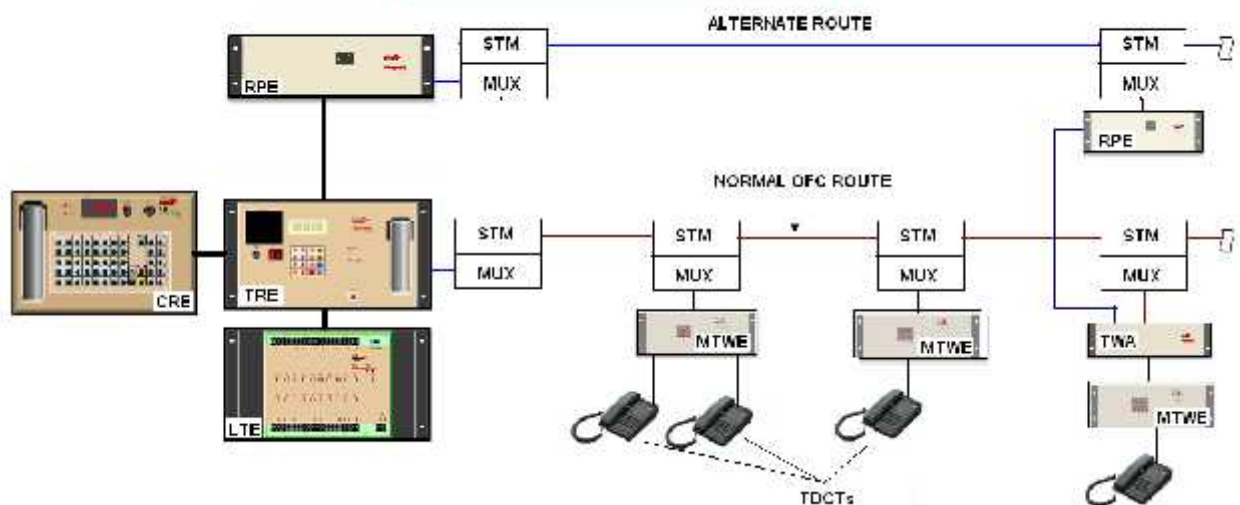 ALTERNATE ROUTE
STM
STM
RPE
MUX
MUX
RPE
NORMAL OFC ROUTE
STM
STM
STM
STM
MUX
MUX
MUX
MUX
CRE
TRE
MTWE
MTWE
TWA
LTE
MTWE
TDCTs